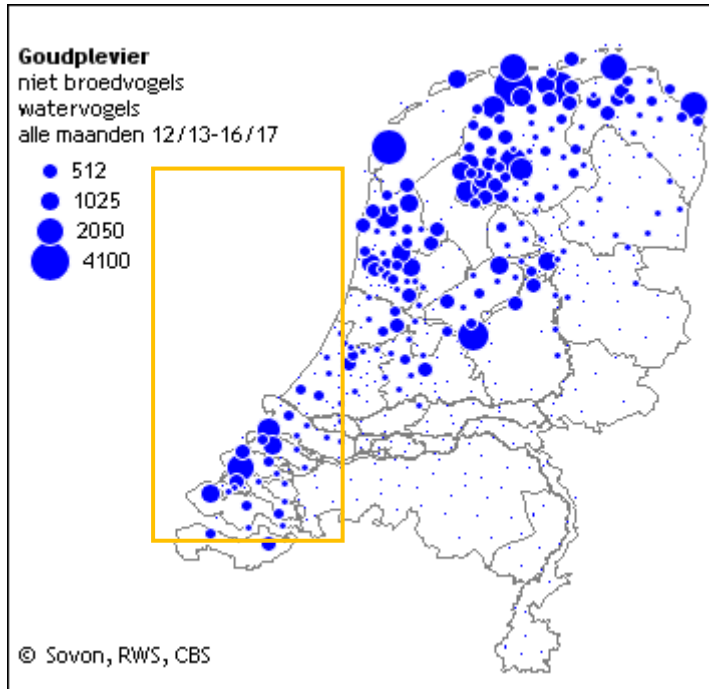 Goudplevier
niet broedvogels
watervogels
alle maanden 12/13-16/17
512
1025
2050
4100
© Sovon, RWS, CBS